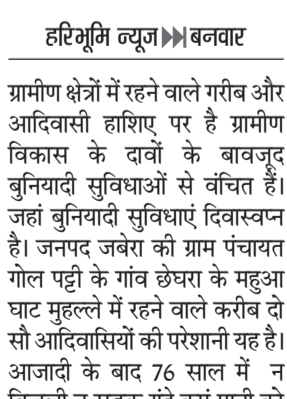 हरिभूमि न्यूज▶▶बनवार
ग्रामीण क्षेत्रों में रहने वाले गरीब और
आदिवासी हाशिए पर है ग्रामीण
विकास के दावों के बावजूद
बुनियादी सुविधाओं से वंचित हैं।
जहां बुनियादी सुविधाएं दिवास्वप्न
है। जनपद जबेरा की ग्राम पंचायत
गोल पट्टी के गांव छेघरा के महुआ
घाट मुहल्ले में रहने वाले करीब दो
सौ आदिवासियों की परेशानी यह है।
आजादी के बाद 76 साल में न